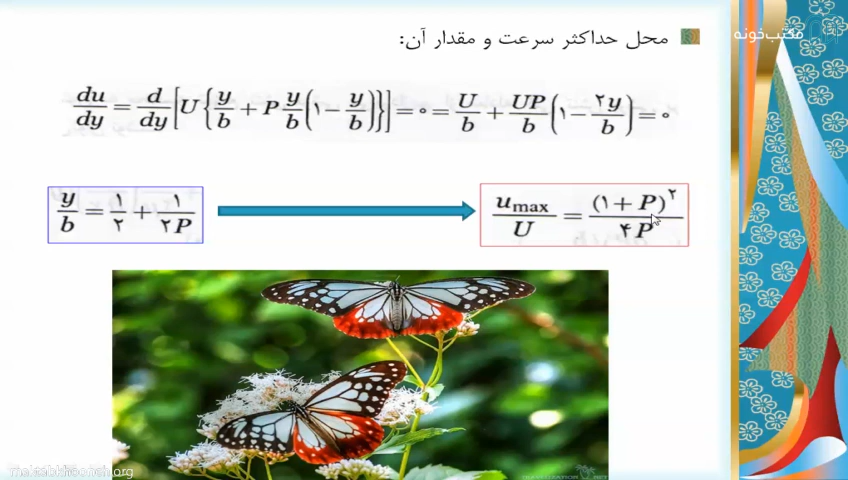 مکتب‌خونه
محل حداکثر سرعت و مقدار آن:
du/dy = d/dy [U {y/b + P y/b (۱ − y/b)}] = ۰ = U/b + UP/b (۱ − ۲y/b) = ۰
y/b = ۱/۲ + ۱/۲P
u_max/U = (۱ + P)^۲/۴P
maktabkhooneh.org